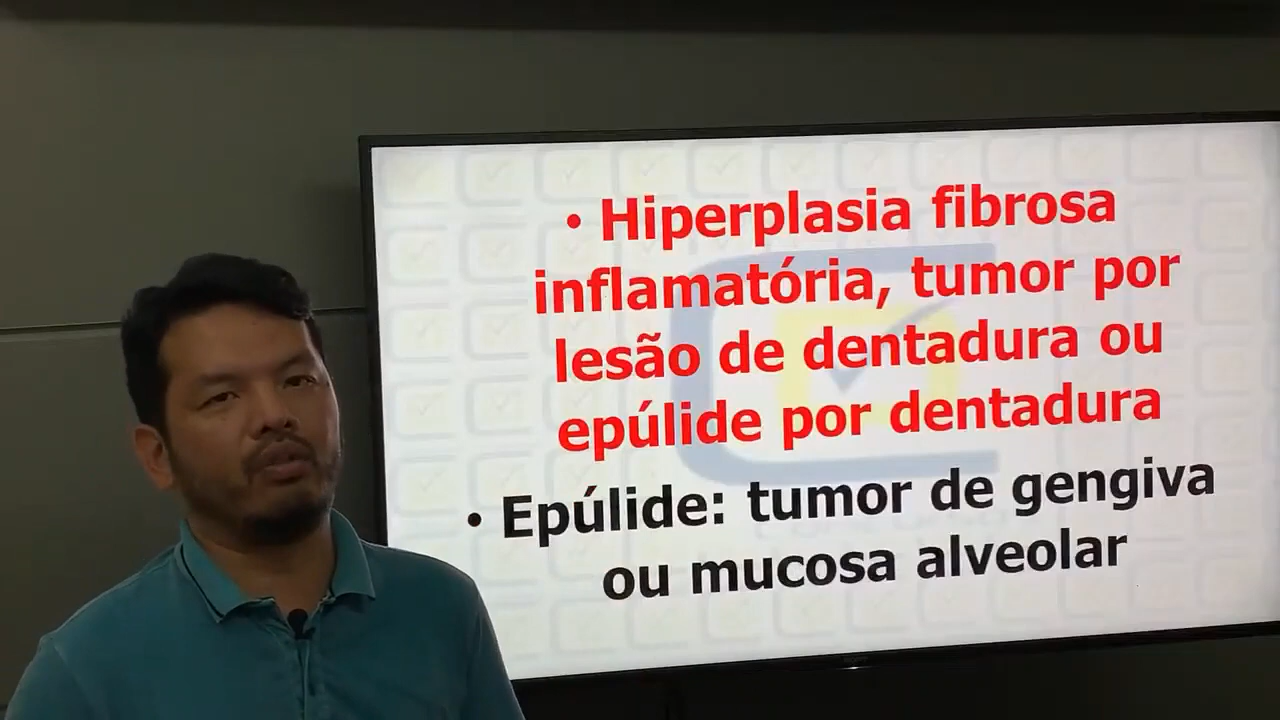 • Hiperplasia fibrosa
inflamatória, tumor por
lesão de dentadura ou
epúlide por dentadura
• Epúlide: tumor de gengiva
ou mucosa alveolar